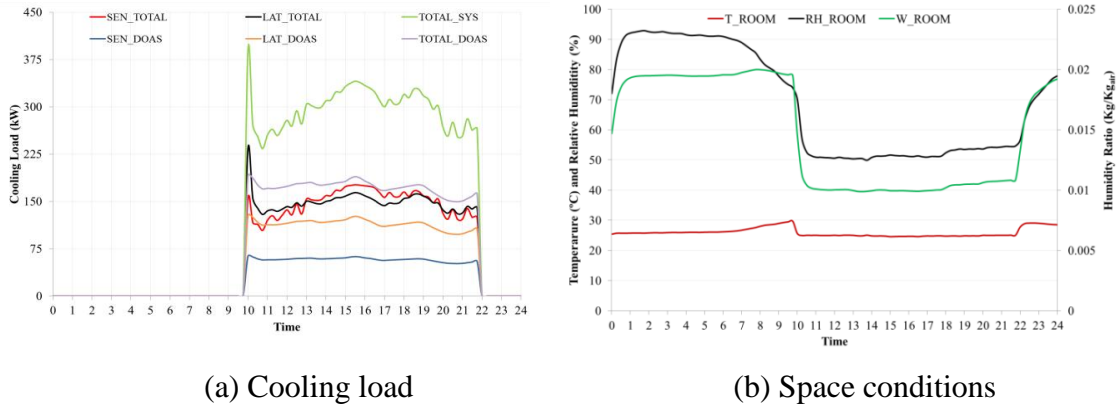 SEN_TOTAL LAT_TOTAL TOTAL_SYS
SEN_DOAS LAT_DOAS TOTAL_DOAS
Cooling Load (kW)
450
375
300
225
150
75
0
0 1 2 3 4 5 6 7 8 9 10 11 12 13 14 15 16 17 18 19 20 21 22 23 24
Time
(a) Cooling load
T_ROOM RH_ROOM W_ROOM
Temperarure (ºC) and Relative Humiditity (%)
100
90
80
70
60
50
40
30
20
10
0
0 1 2 3 4 5 6 7 8 9 10 11 12 13 14 15 16 17 18 19 20 21 22 23 24
Time
0.025
0.02
0.015
0.01
0.005
0
Humidity Ratio (Kg/Kgair)
(b) Space conditions